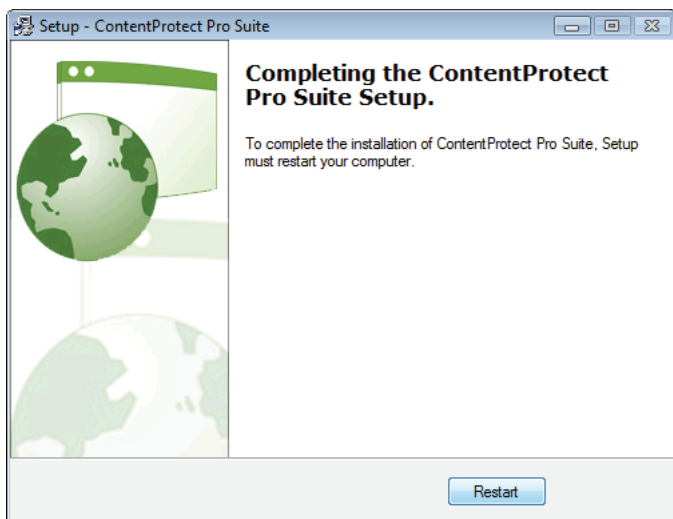 Setup - ContentProtect Pro Suite
Completing the ContentProtect
Pro Suite Setup.
To complete the installation of ContentProtect Pro Suite, Setup
must restart your computer.
Restart